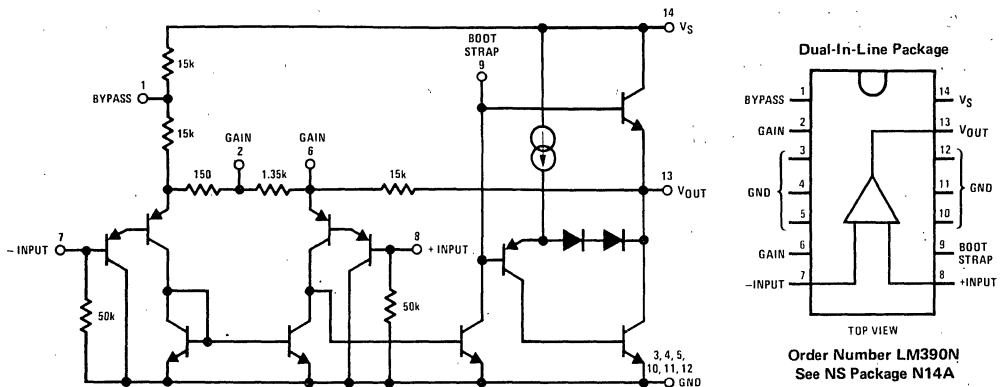 14
VS
BOOT
STRAP
9
15k
1
BYPASS
15k
GAIN
2
GAIN
6
150
1.35k
15k
13
VOUT
7
− INPUT
8
+ INPUT
50k
50k
3, 4, 5,
10, 11, 12
GND
Dual-In-Line Package
BYPASS
1
GAIN
2
3
GND
4
5
GAIN
6
−INPUT
7
14
VS
13
VOUT
12
11
GND
10
9
BOOT
STRAP
8
+INPUT
TOP VIEW
Order Number LM390N
See NS Package N14A